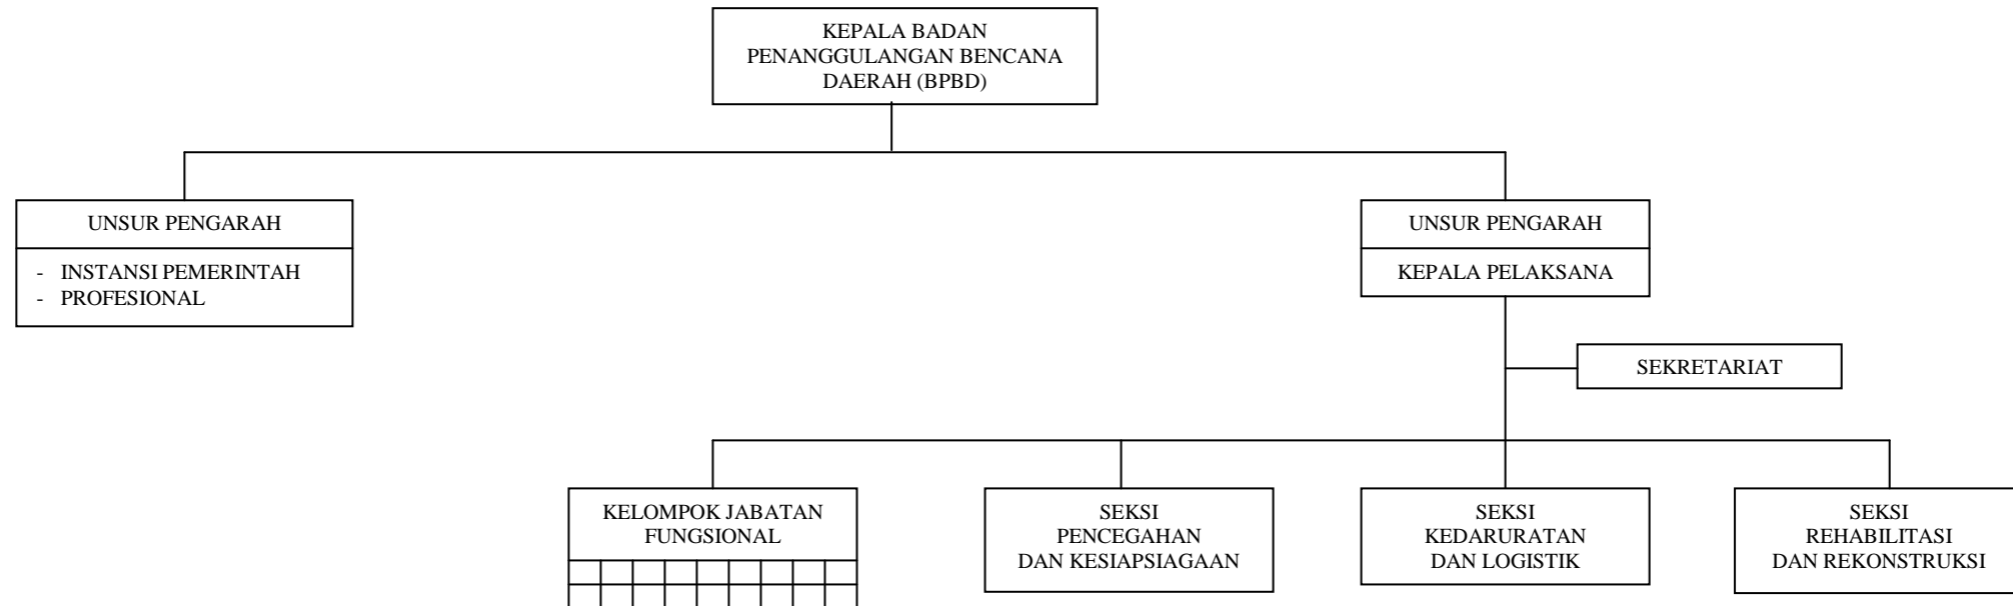 KEPALA BADAN
PENANGGULANGAN BENCANA
DAERAH (BPBD)
UNSUR PENGARAH
- INSTANSI PEMERINTAH
- PROFESIONAL
UNSUR PENGARAH
KEPALA PELAKSANA
SEKRETARIAT
KELOMPOK JABATAN
FUNGSIONAL
SEKSI
PENCEGAHAN
DAN KESIAPSIAGAAN
SEKSI
KEDARURATAN
DAN LOGISTIK
SEKSI
REHABILITASI
DAN REKONSTRUKSI